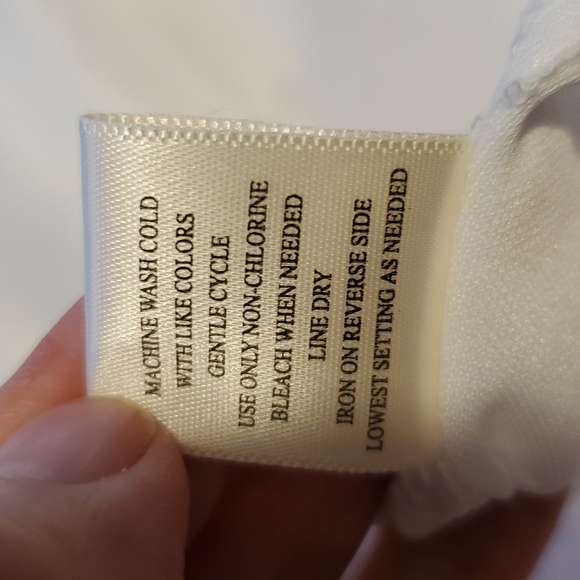 MACHINE WASH COLD
WITH LIKE COLORS
GENTLE CYCLE
USE ONLY NON-CHLORINE
BLEACH WHEN NEEDED
LINE DRY
IRON ON REVERSE SIDE
LOWEST SETTING AS NEEDED